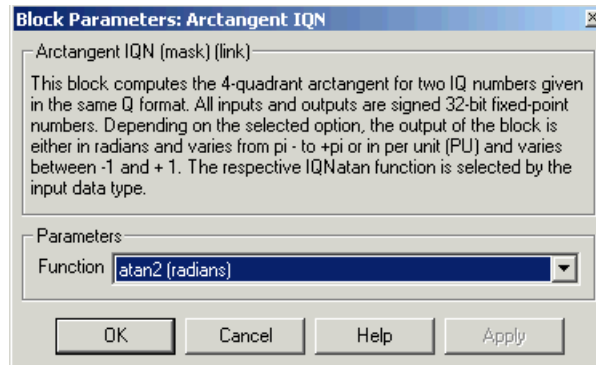 Block Parameters: Arctangent IQN
Arctangent IQN (mask) (link)
This block computes the 4-quadrant arctangent for two IQ numbers given
in the same Q format. All inputs and outputs are signed 32-bit fixed-point
numbers. Depending on the selected option, the output of the block is
either in radians and varies from pi - to +pi or in per unit (PU) and varies
between -1 and + 1. The respective IQNatan function is selected by the
input data type.
Parameters
Function atan2 (radians)
OK Cancel Help Apply